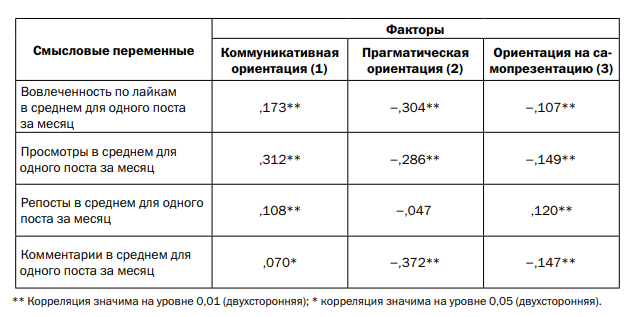 Смысловые переменные
Факторы
Коммуникативная
ориентация (1)
Прагматическая
ориентация (2)
Ориентация на са-
мопрезентацию (3)
Вовлеченность по лайкам
в среднем для одного поста
за месяц
,173**
–,304**
–,107**
Просмотры в среднем для
одного поста за месяц
,312**
–,286**
–,149**
Репосты в среднем для одного
поста за месяц
,108**
–,047
,120**
Комментарии в среднем для
одного поста за месяц
,070*
–,372**
–,147**
** Корреляция значима на уровне 0,01 (двухсторонняя); * корреляция значима на уровне 0,05 (двухсторонняя).